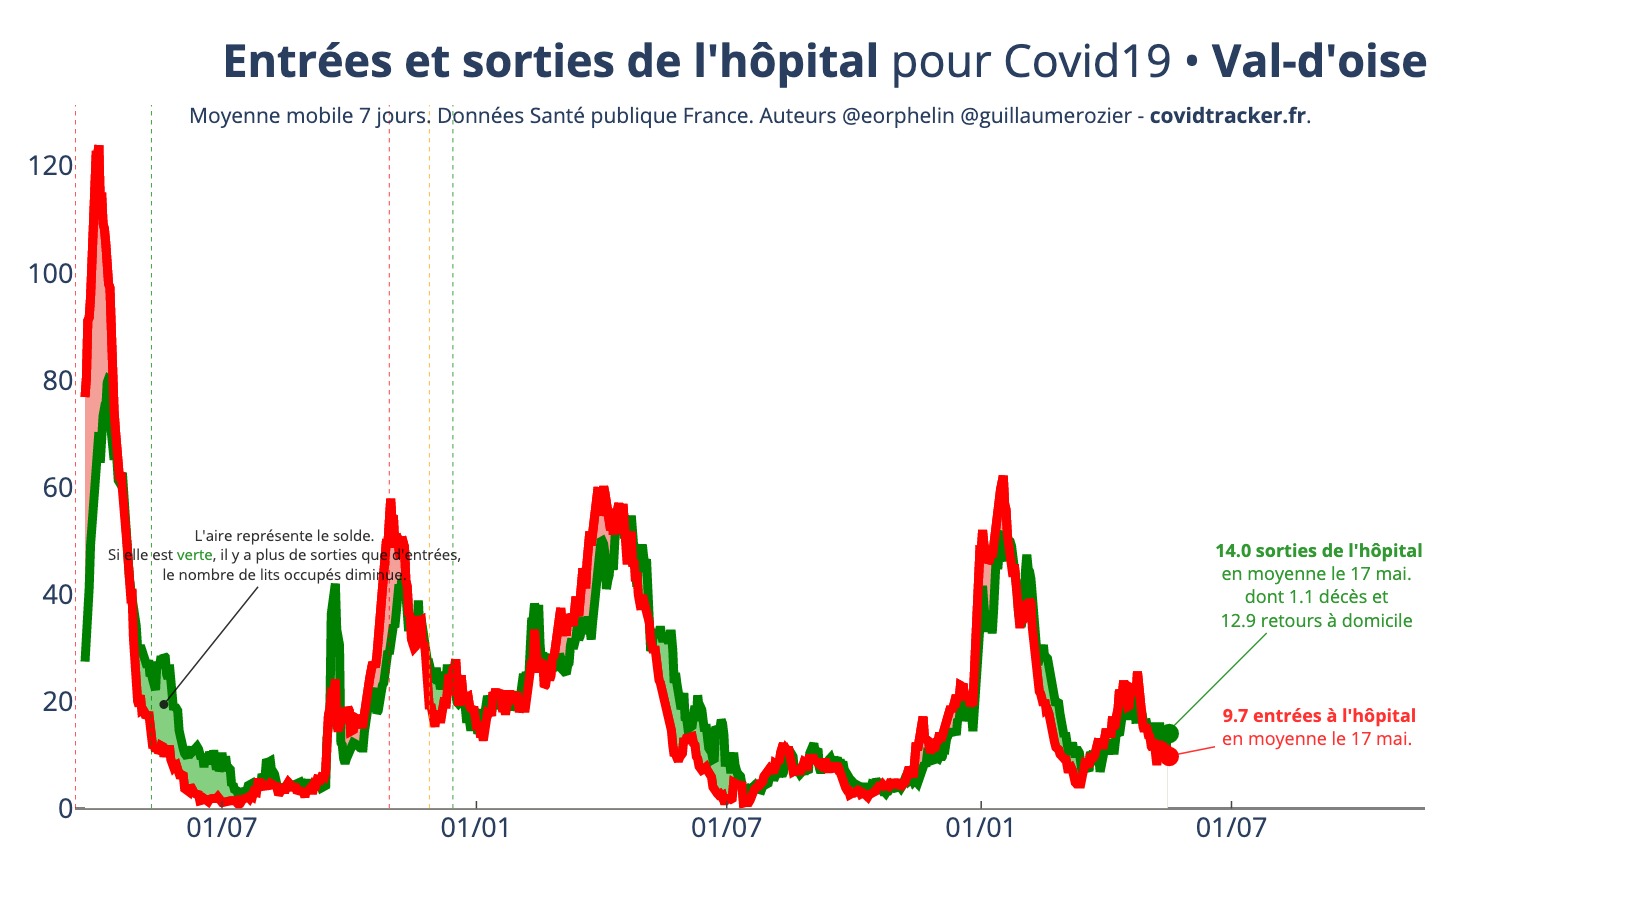 Entrées et sorties de l'hôpital pour Covid19 • Val-d'oise
Moyenne mobile 7 jours. Données Santé publique France. Auteurs @eorphelin @guillaumerozier - covidtracker.fr.
120
100
80
60
40
20
0
L'aire représente le solde.
Si elle est verte, il y a plus de sorties que d'entrées,
le nombre de lits occupés diminue.
14.0 sorties de l'hôpital
en moyenne le 17 mai.
dont 1.1 décès et
12.9 retours à domicile
9.7 entrées à l'hôpital
en moyenne le 17 mai.
01/07
01/01
01/07
01/01
01/07